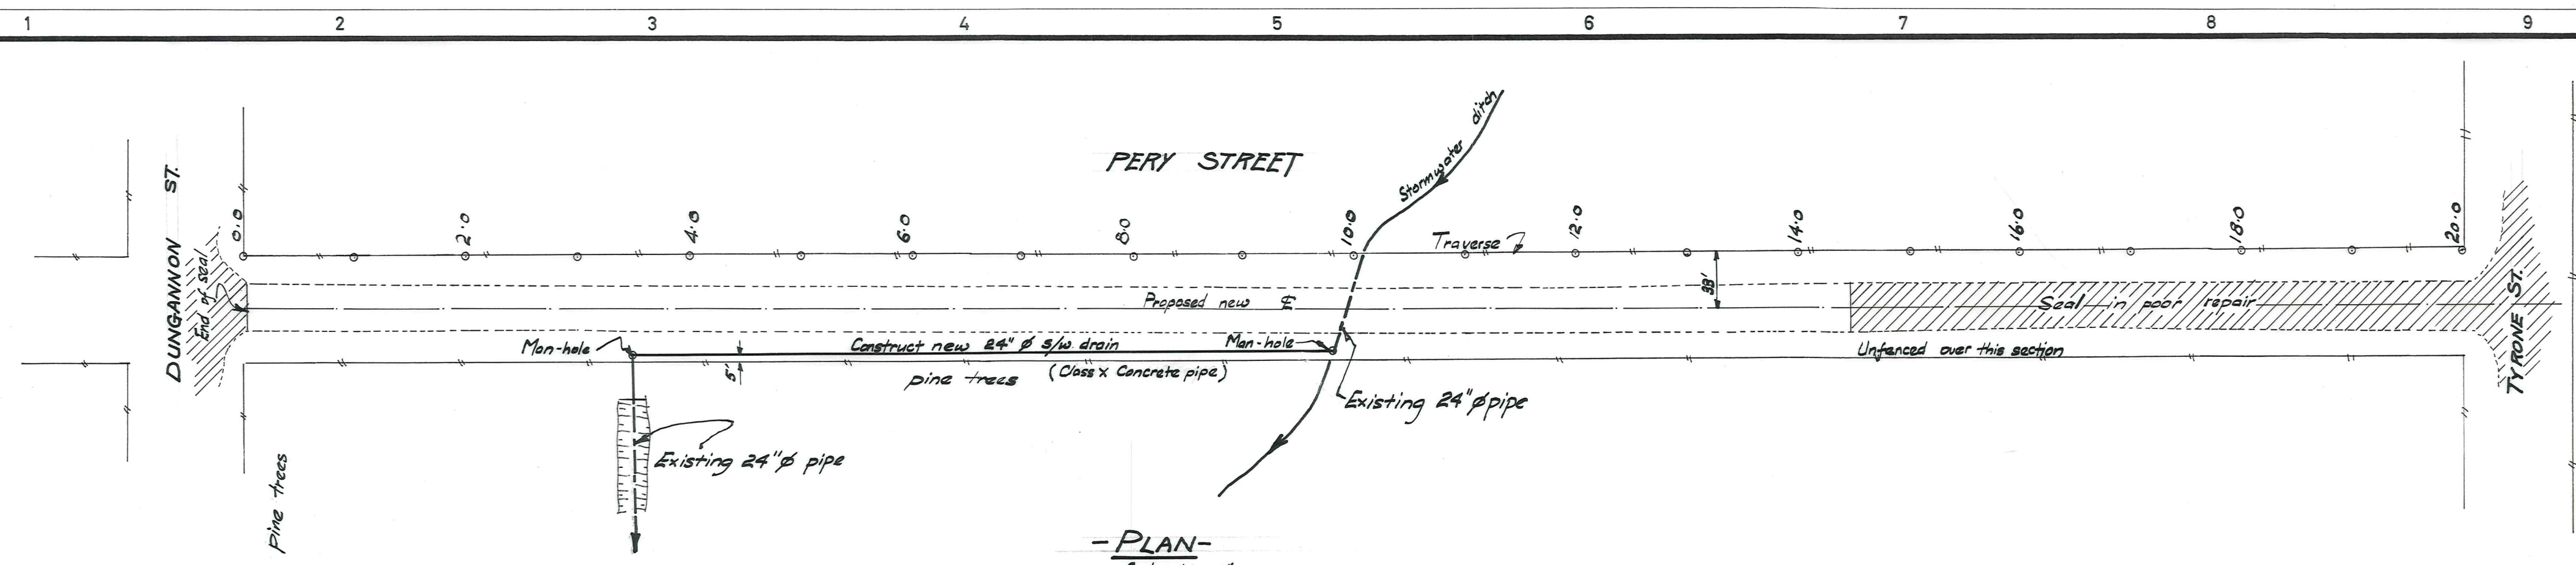 1 2 3 4 5 6 7 8 9
PERY STREET
Stormwater ditch
DUNGANNON ST.
End of seal
0.0 2.0 4.0 6.0 8.0 10.0 12.0 14.0 16.0 18.0 20.0
Traverse
33'
Proposed new ℄
Seal in poor repair
TYRONE ST.
Man-hole
Construct new 24" ϕ s/w. drain
Man-hole
Unfenced over this section
5'
pine trees
(Class X Concrete pipe)
Existing 24" ϕ pipe
Existing 24" ϕ pipe
Pine trees
- PLAN -